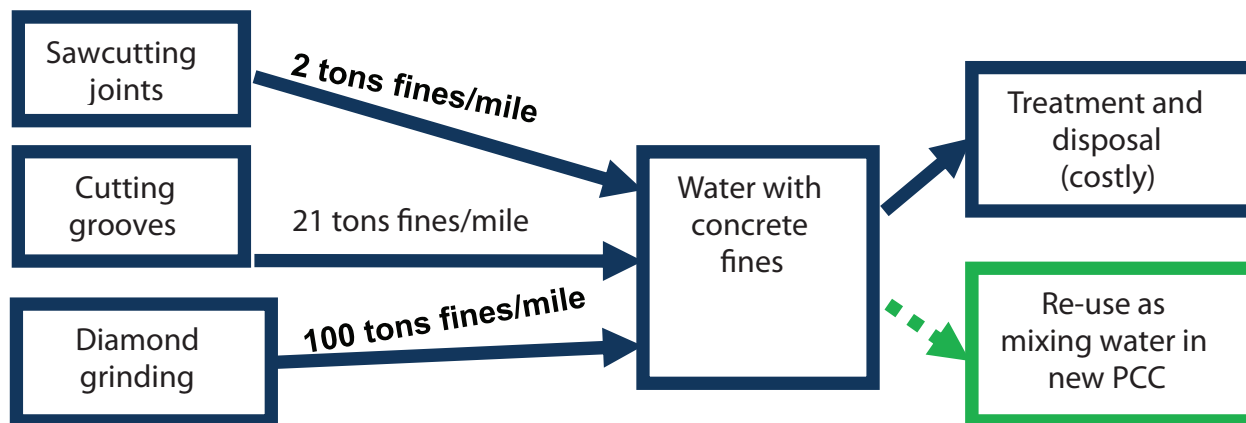 Sawcutting
joints
2 tons fines/mile
Cutting
grooves
21 tons fines/mile
Diamond
grinding
100 tons fines/mile
Water with
concrete
fines
Treatment and
disposal
(costly)
Re-use as
mixing water in
new PCC